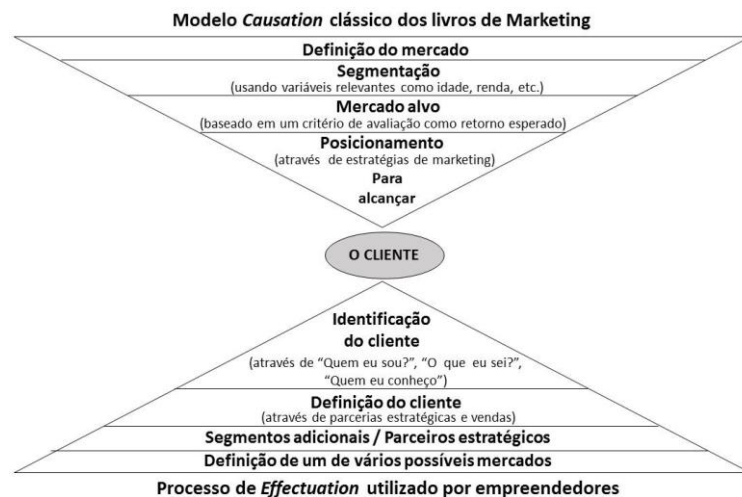 Modelo Causation clássico dos livros de Marketing
Definição do mercado
Segmentação
(usando variáveis relevantes como idade, renda, etc.)
Mercado alvo
(baseado em um critério de avaliação como retorno esperado)
Posicionamento
(através de estratégias de marketing)
Para
alcançar
O CLIENTE
Identificação
do cliente
(através de “Quem eu sou?”, “O que eu sei?”,
“Quem eu conheço”)
Definição do cliente
(através de parcerias estratégicas e vendas)
Segmentos adicionais / Parceiros estratégicos
Definição de um de vários possíveis mercados
Processo de Effectuation utilizado por empreendedores